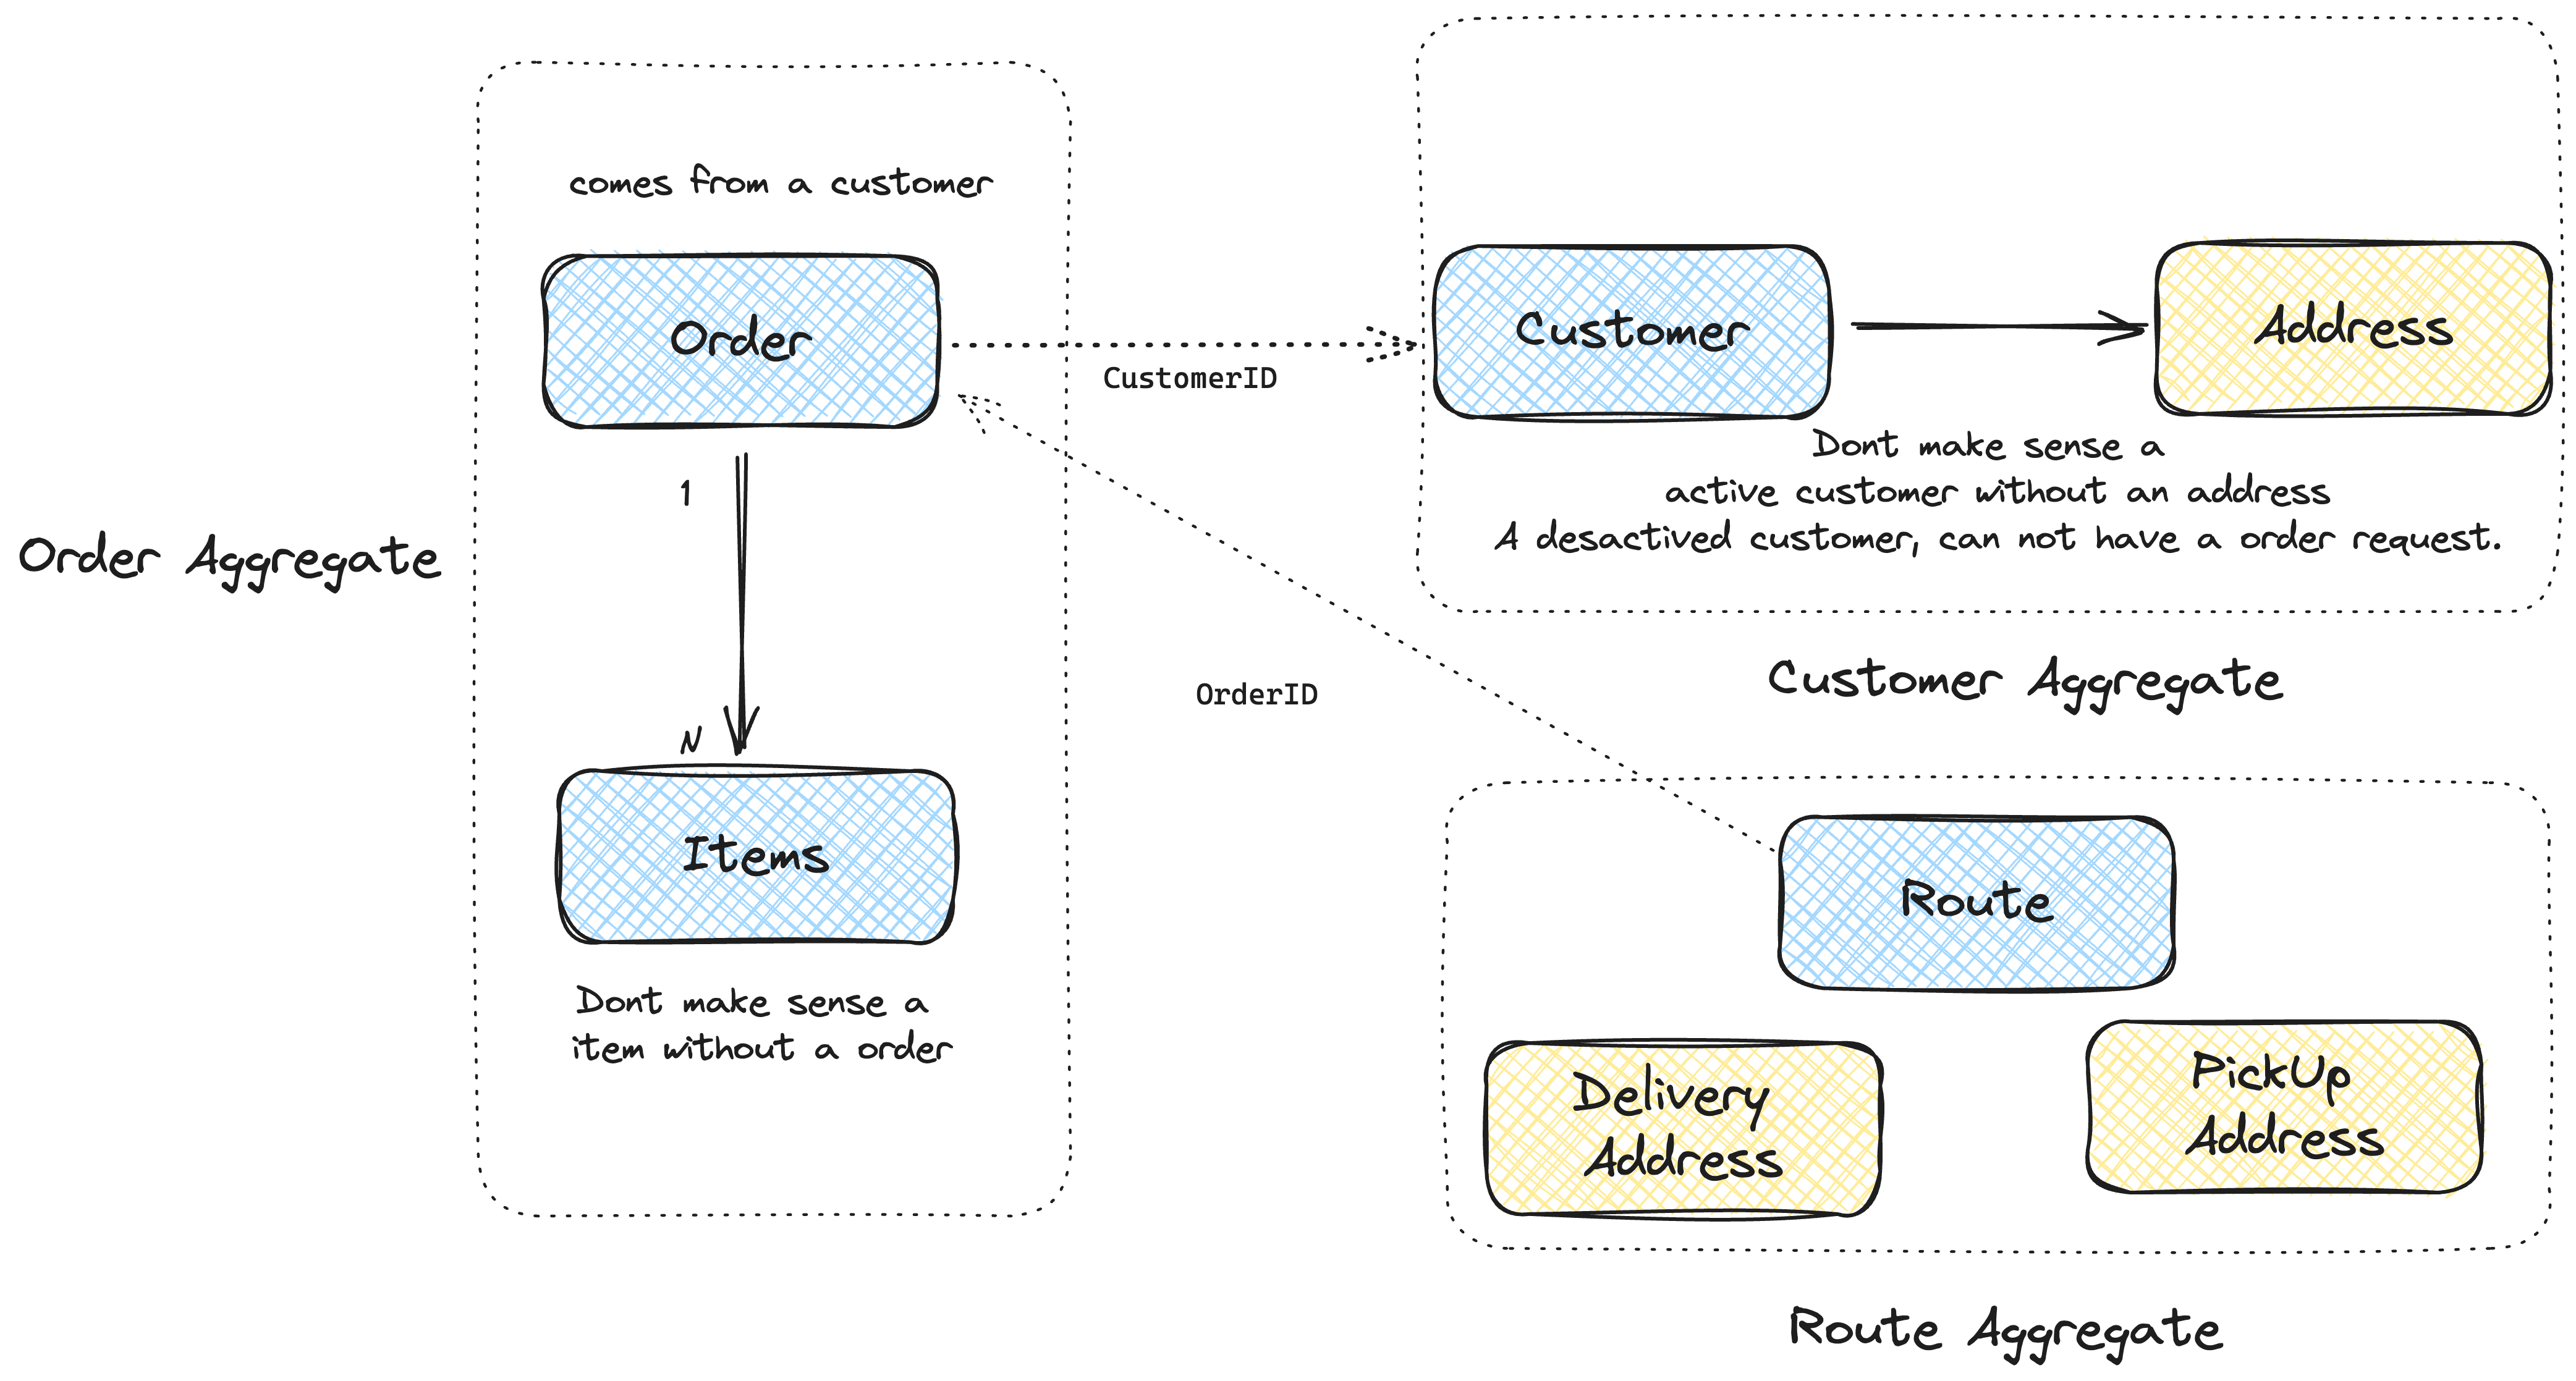 Order Aggregate
comes from a customer
Order
1
N
Items
Dont make sense a
item without a order
CustomerID
OrderID
Customer
Address
Dont make sense a
active customer without an address
A desactived customer, can not have a order request.
Customer Aggregate
Route
Delivery
Address
PickUp
Address
Route Aggregate